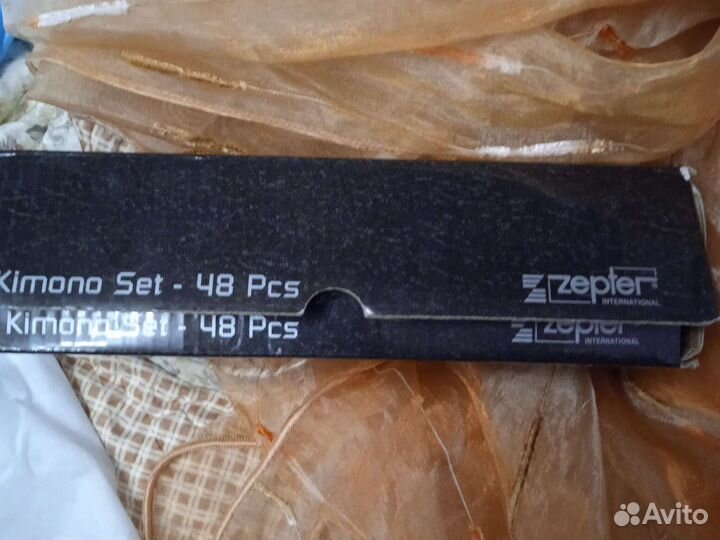 Kimono Set - 48 Pcs
zepter
INTERNATIONAL
Kimono Set - 48 Pcs
zepter
INTERNATIONAL
Avito